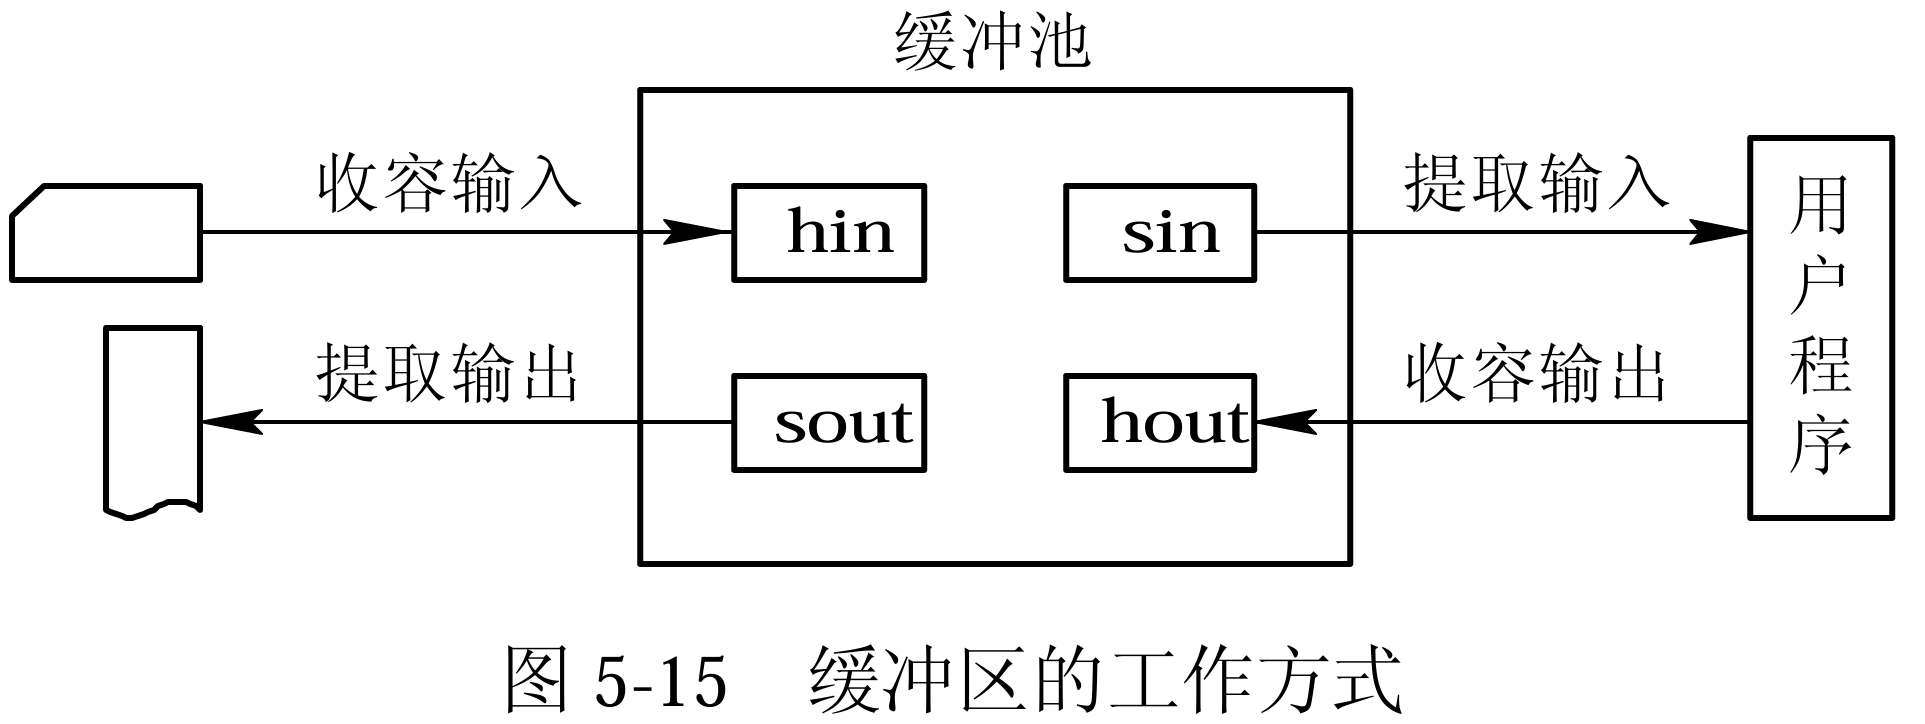 缓冲池
收容输入
hin
sin
提取输入
用户程序
提取输出
sout
hout
收容输出
图 5-15 缓冲区的工作方式